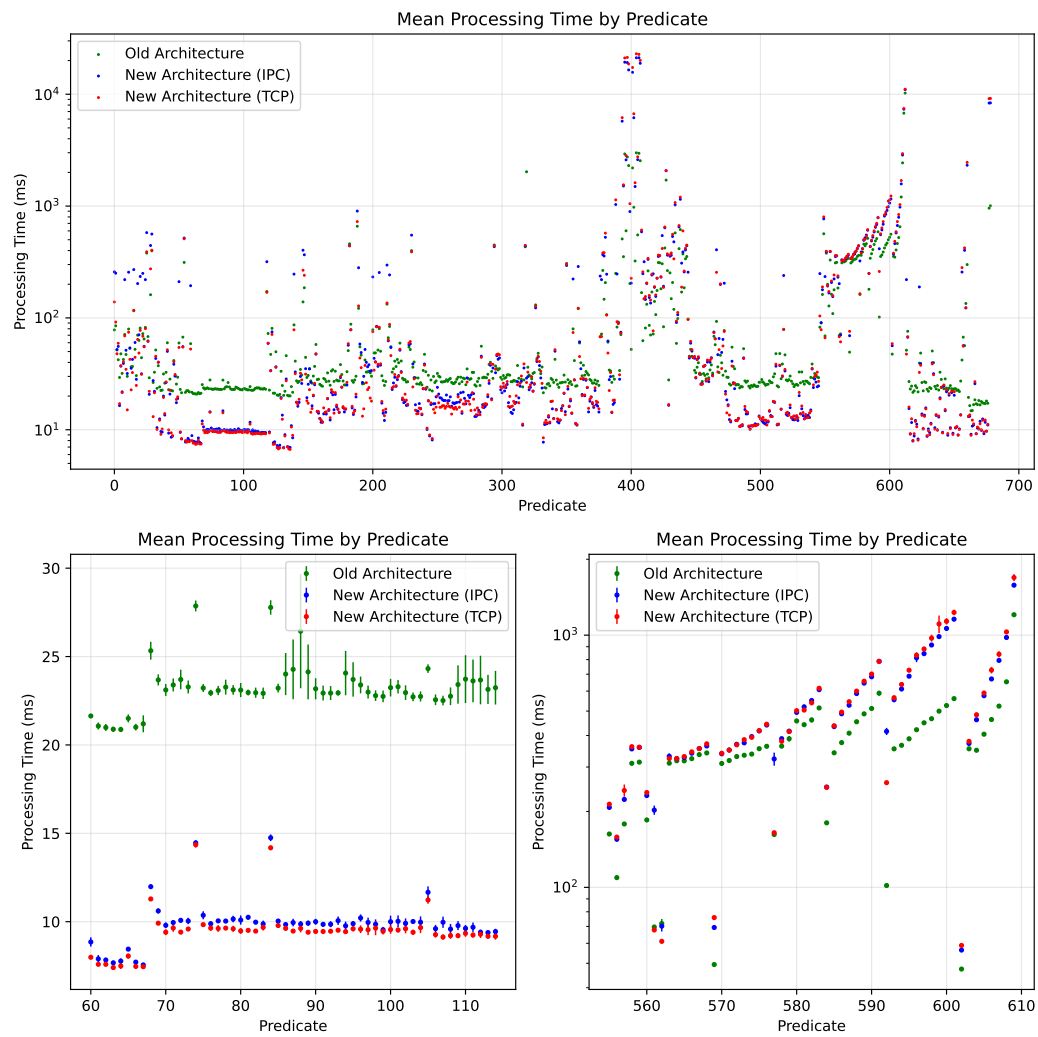 Mean Processing Time by Predicate
Old Architecture
New Architecture (IPC)
New Architecture (TCP)
Processing Time (ms)
10^4
10^3
10^2
10^1
0 100 200 300 400 500 600 700
Predicate
Mean Processing Time by Predicate
Old Architecture
New Architecture (IPC)
New Architecture (TCP)
Processing Time (ms)
30
25
20
15
10
60 70 80 90 100 110
Predicate
Mean Processing Time by Predicate
Old Architecture
New Architecture (IPC)
New Architecture (TCP)
Processing Time (ms)
10^3
10^2
560 570 580 590 600 610
Predicate